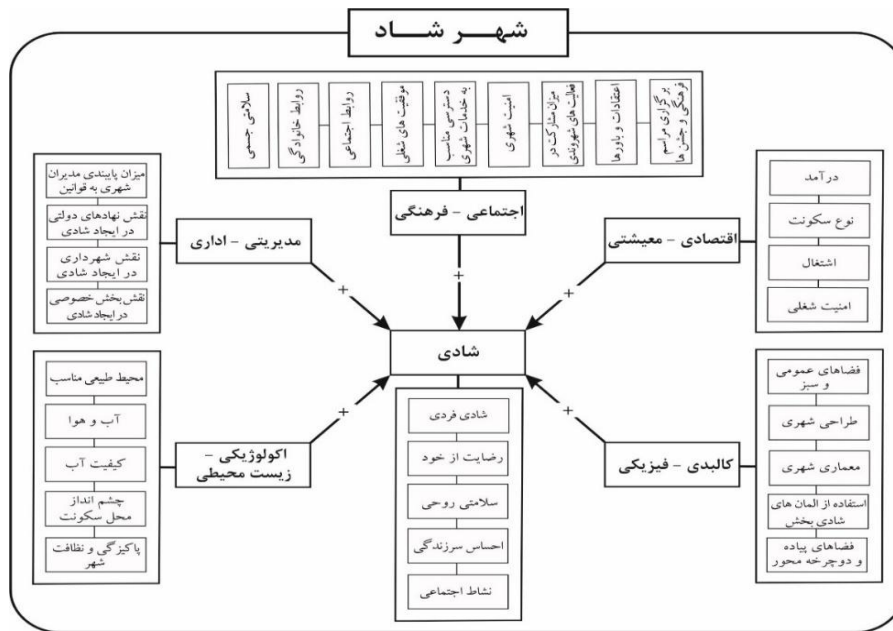 شهر شاد
برگزاری مراسم
فرهنگی و جشن ها
اعتقادات و باورها
میزان مشارکت در
فعالیت های شهروندی
امنیت شهری
دسترسی مناسب
به خدمات شهری
موفقیت های شغلی
روابط اجتماعی
روابط خانوادگی
سلامتی جسمی
اجتماعی - فرهنگی
اقتصادی - معیشتی
درآمد
نوع سکونت
اشتغال
امنیت شغلی
مدیریتی - اداری
میزان پایبندی مدیران
شهری به قوانین
نقش نهادهای دولتی
در ایجاد شادی
نقش شهرداری
در ایجاد شادی
نقش بخش خصوصی
در ایجاد شادی
+
+
+
شادی
شادی فردی
رضایت از خود
سلامتی روحی
احساس سرزندگی
نشاط اجتماعی
+
+
کالبدی - فیزیکی
فضاهای عمومی
و سبز
طراحی شهری
معماری شهری
استفاده از المان های
شادی بخش
فضاهای پیاده
و دوچرخه محور
اکولوژیکی -
زیست محیطی
محیط طبیعی مناسب
آب و هوا
کیفیت آب
چشم انداز
محل سکونت
پاکیزگی و نظافت
شهر